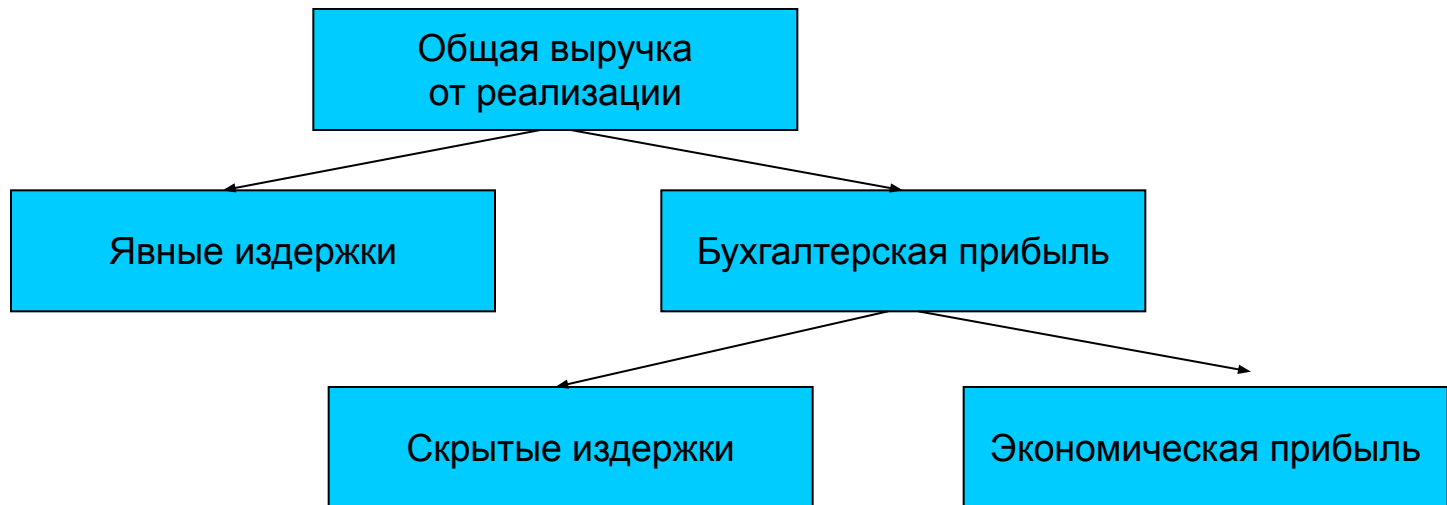 Общая выручка
от реализации
Явные издержки
Бухгалтерская прибыль
Скрытые издержки
Экономическая прибыль